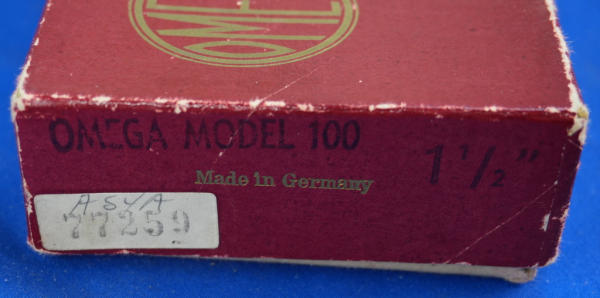 OMEGA MODEL 100
1 1/2"
Made in Germany
77259